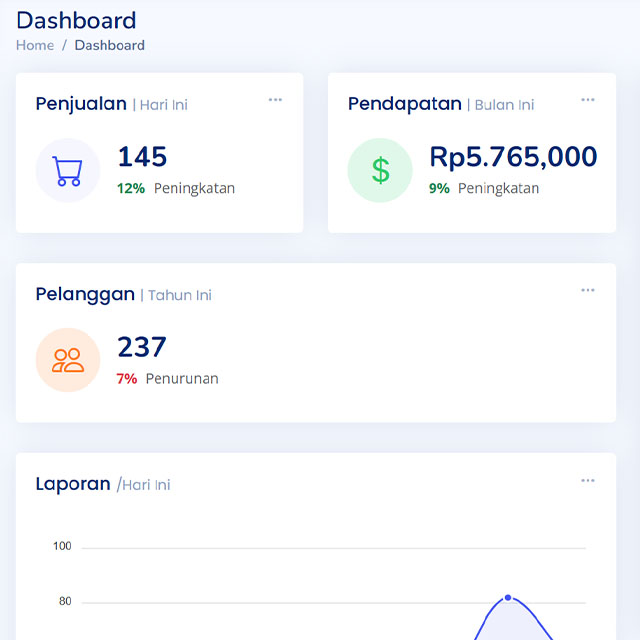 Dashboard
Home / Dashboard
Penjualan | Hari Ini
145
12% Peningkatan
Pendapatan | Bulan Ini
Rp5.765,000
9% Peningkatan
Pelanggan | Tahun Ini
237
7% Penurunan
Laporan /Hari Ini
100
80